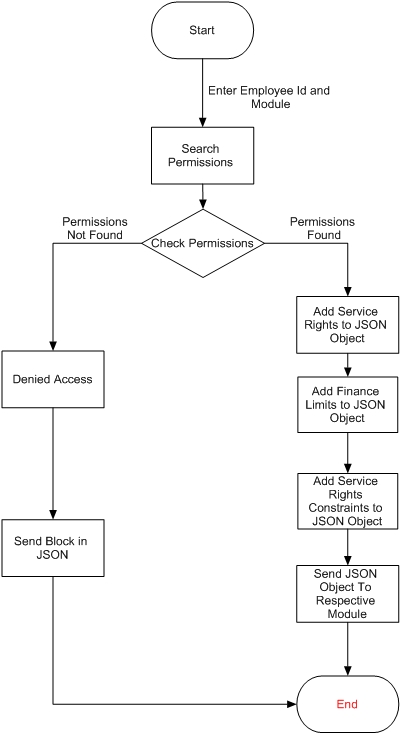 Start
Enter Employee Id and
Module
Search
Permissions
Check Permissions
Permissions
Not Found
Permissions
Found
Denied Access
Send Block in
JSON
Add Service
Rights to JSON
Object
Add Finance
Limits to JSON
Object
Add Service
Rights
Constraints to
JSON Object
Send JSON
Object To
Respective
Module
End